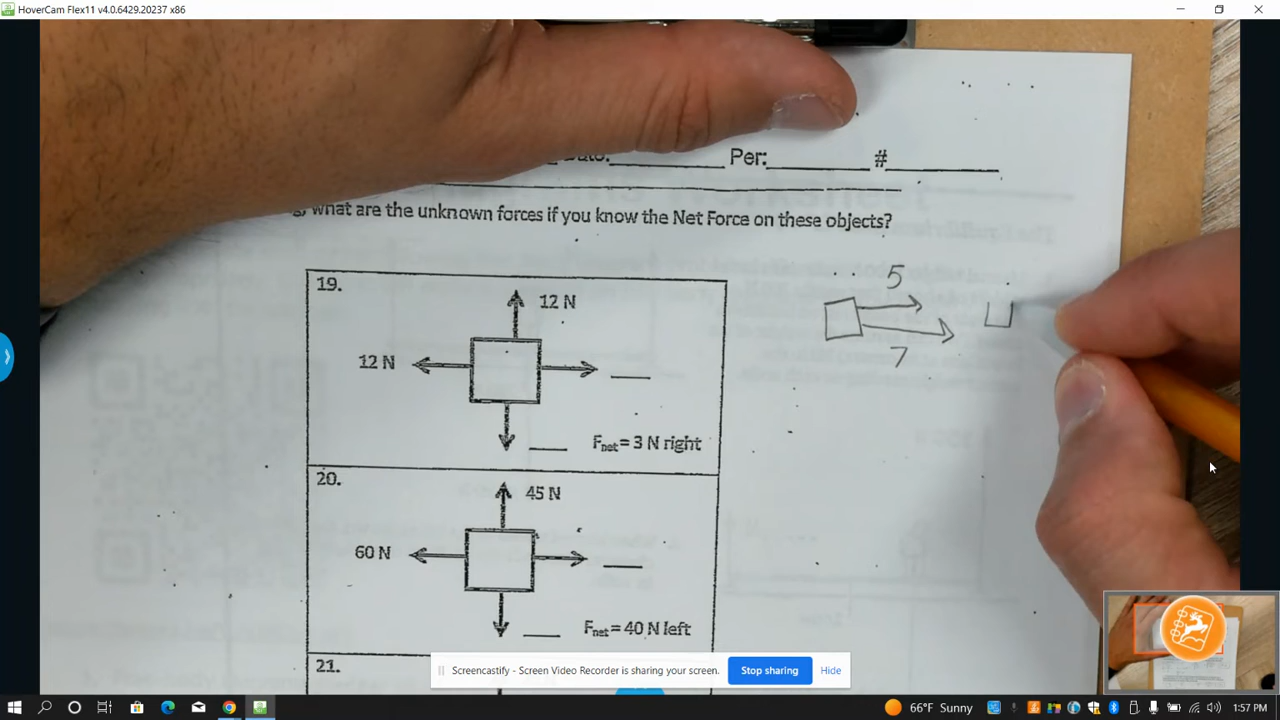 HoverCam Flex11 v4.0.6429.20237 x86
Per: #
what are the unknown forces if you know the Net Force on these objects?
19.
12 N
12 N
Fnet = 3 N right
5
7
20.
45 N
60 N
Fnet = 40 N left
21.
Screencastify - Screen Video Recorder is sharing your screen.
Stop sharing
Hide
66°F Sunny
1:57 PM